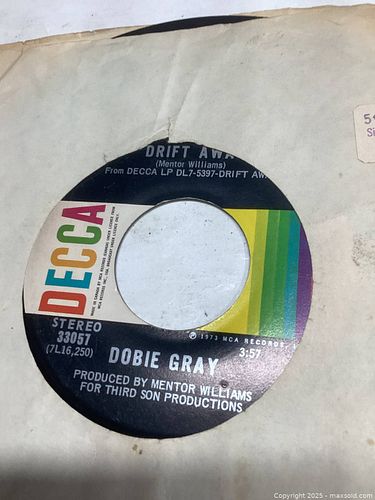 DRIFT AWA
(Mentor Williams)
From DECCA LP DL7-5397-DRIFT AW
DECCA
STEREO
33057
(7L16,250)
℗ 1973 MCA RECORDS,
3:57
DOBIE GRAY
PRODUCED BY MENTOR WILLIAMS
FOR THIRD SON PRODUCTIONS
Copyright © 2025 - maxsold.com